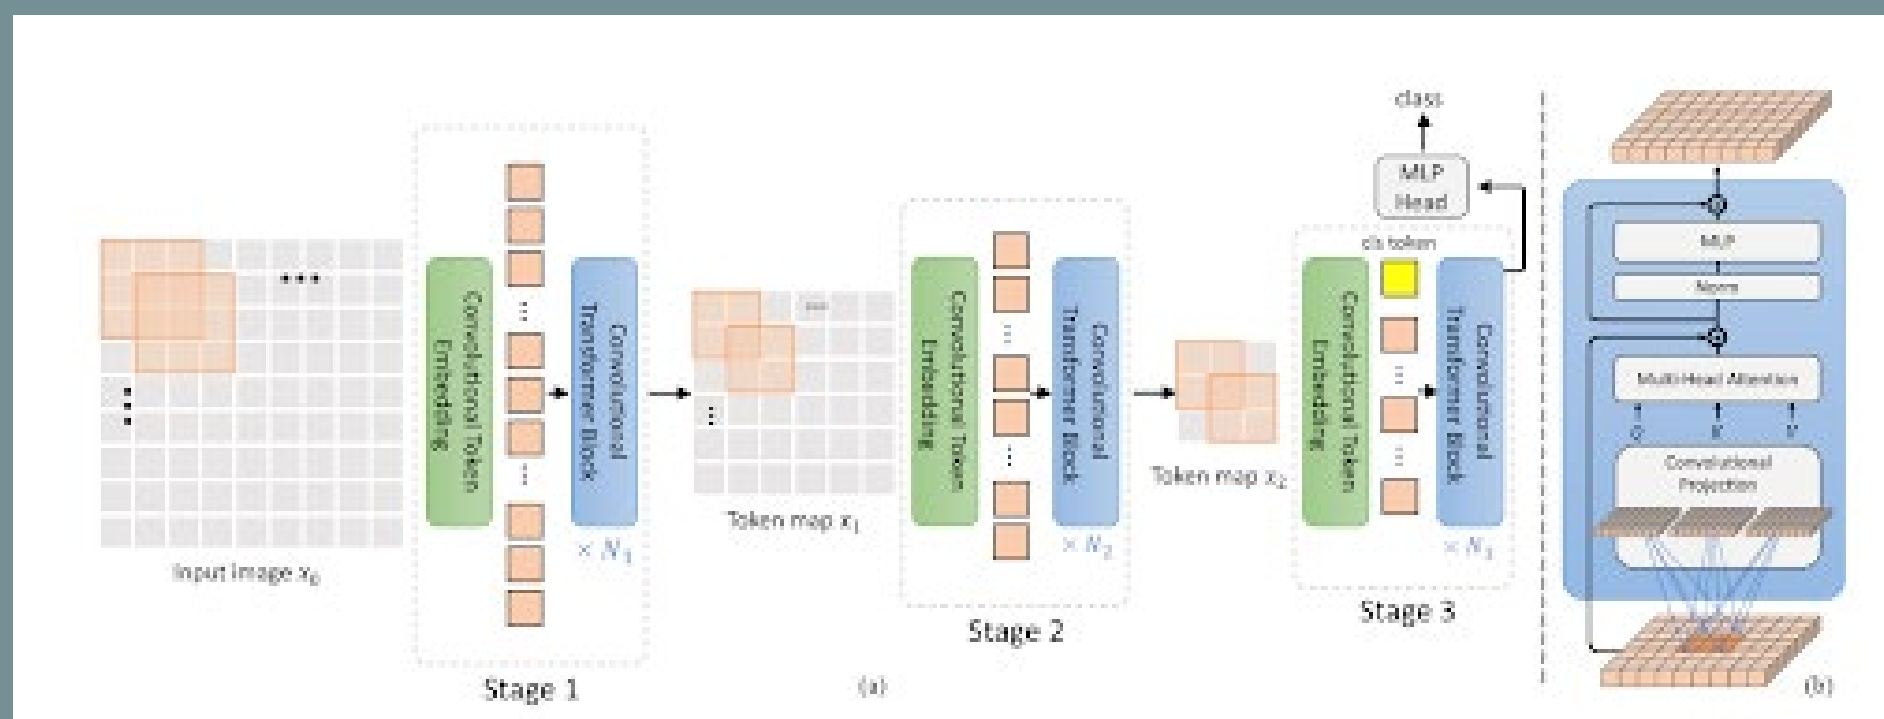 Input image x₀
Convolutional Token
Embedding
Convolutional
Transformer Block
× N₁
Stage 1
Token map x₁
Convolutional Token
Embedding
Convolutional
Transformer Block
× N₂
Stage 2
(a)
Token map x₂
class
MLP
Head
cls token
Convolutional Token
Embedding
Convolutional
Transformer Block
× N₃
Stage 3
MLP
Norm
Multi-Head Attention
Q K V
Convolutional
Projection
(b)